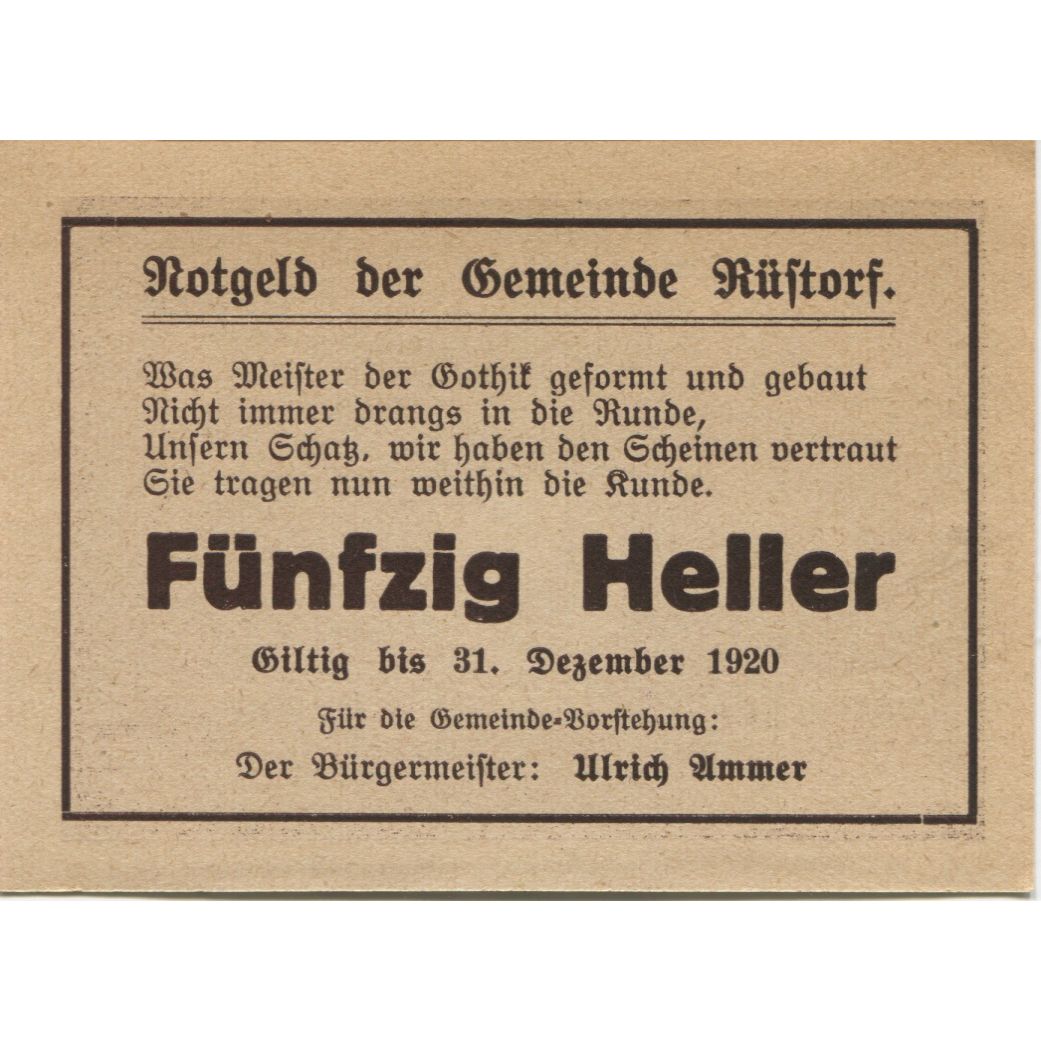 Notgeld der Gemeinde Rüstorf.
Was Meister der Gothik geformt und gebaut
Nicht immer drangs in die Runde,
Unsern Schatz, wir haben den Scheinen vertraut
Sie tragen nun weithin die Kunde.
Fünfzig Heller
Giltig bis 31. Dezember 1920
Für die Gemeinde-Vorstehung:
Der Bürgermeister: Ulrich Ammer